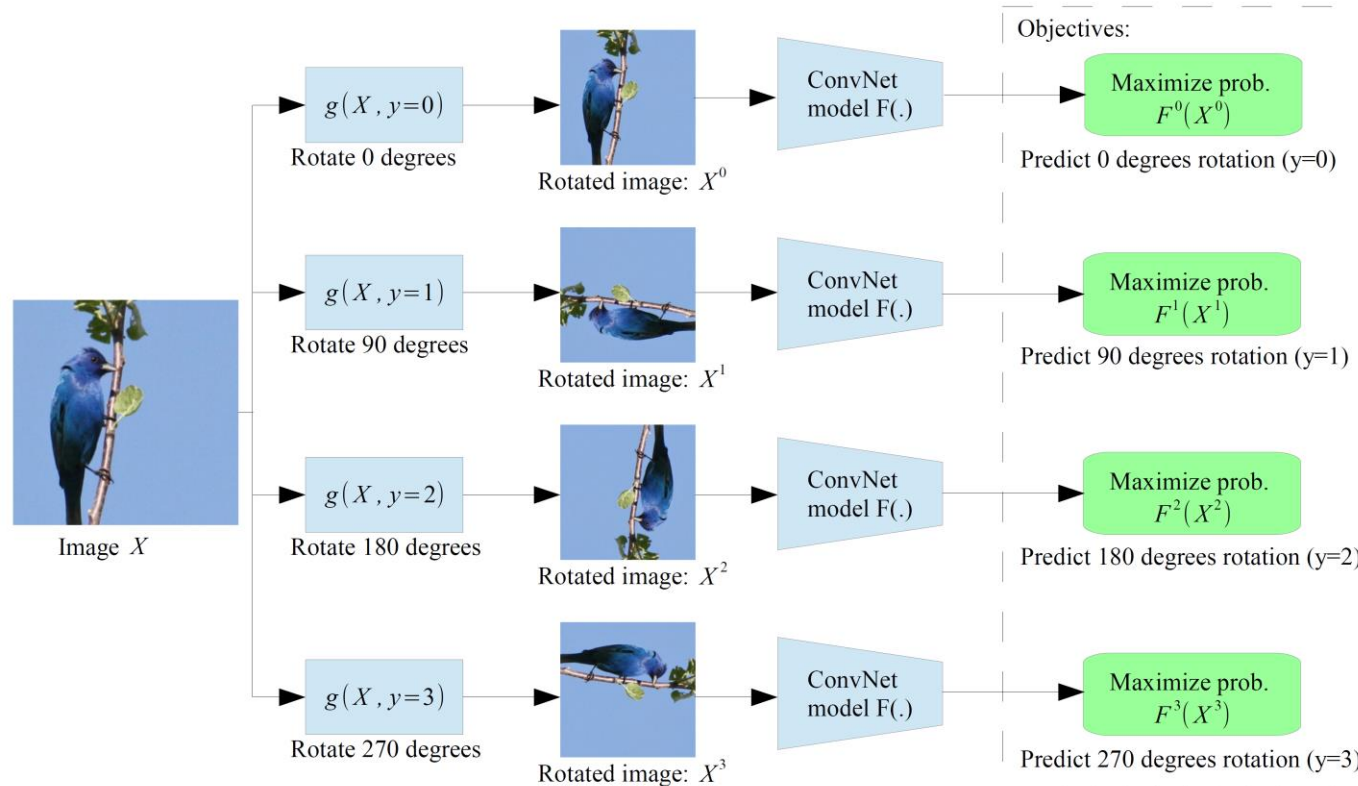 Objectives:
g(X, y=0)
Rotate 0 degrees
Rotated image: X⁰
ConvNet
model F(.)
Maximize prob.
F⁰(X⁰)
Predict 0 degrees rotation (y=0)
g(X, y=1)
Rotate 90 degrees
Rotated image: X¹
ConvNet
model F(.)
Maximize prob.
F¹(X¹)
Predict 90 degrees rotation (y=1)
Image X
g(X, y=2)
Rotate 180 degrees
Rotated image: X²
ConvNet
model F(.)
Maximize prob.
F²(X²)
Predict 180 degrees rotation (y=2)
g(X, y=3)
Rotate 270 degrees
Rotated image: X³
ConvNet
model F(.)
Maximize prob.
F³(X³)
Predict 270 degrees rotation (y=3)